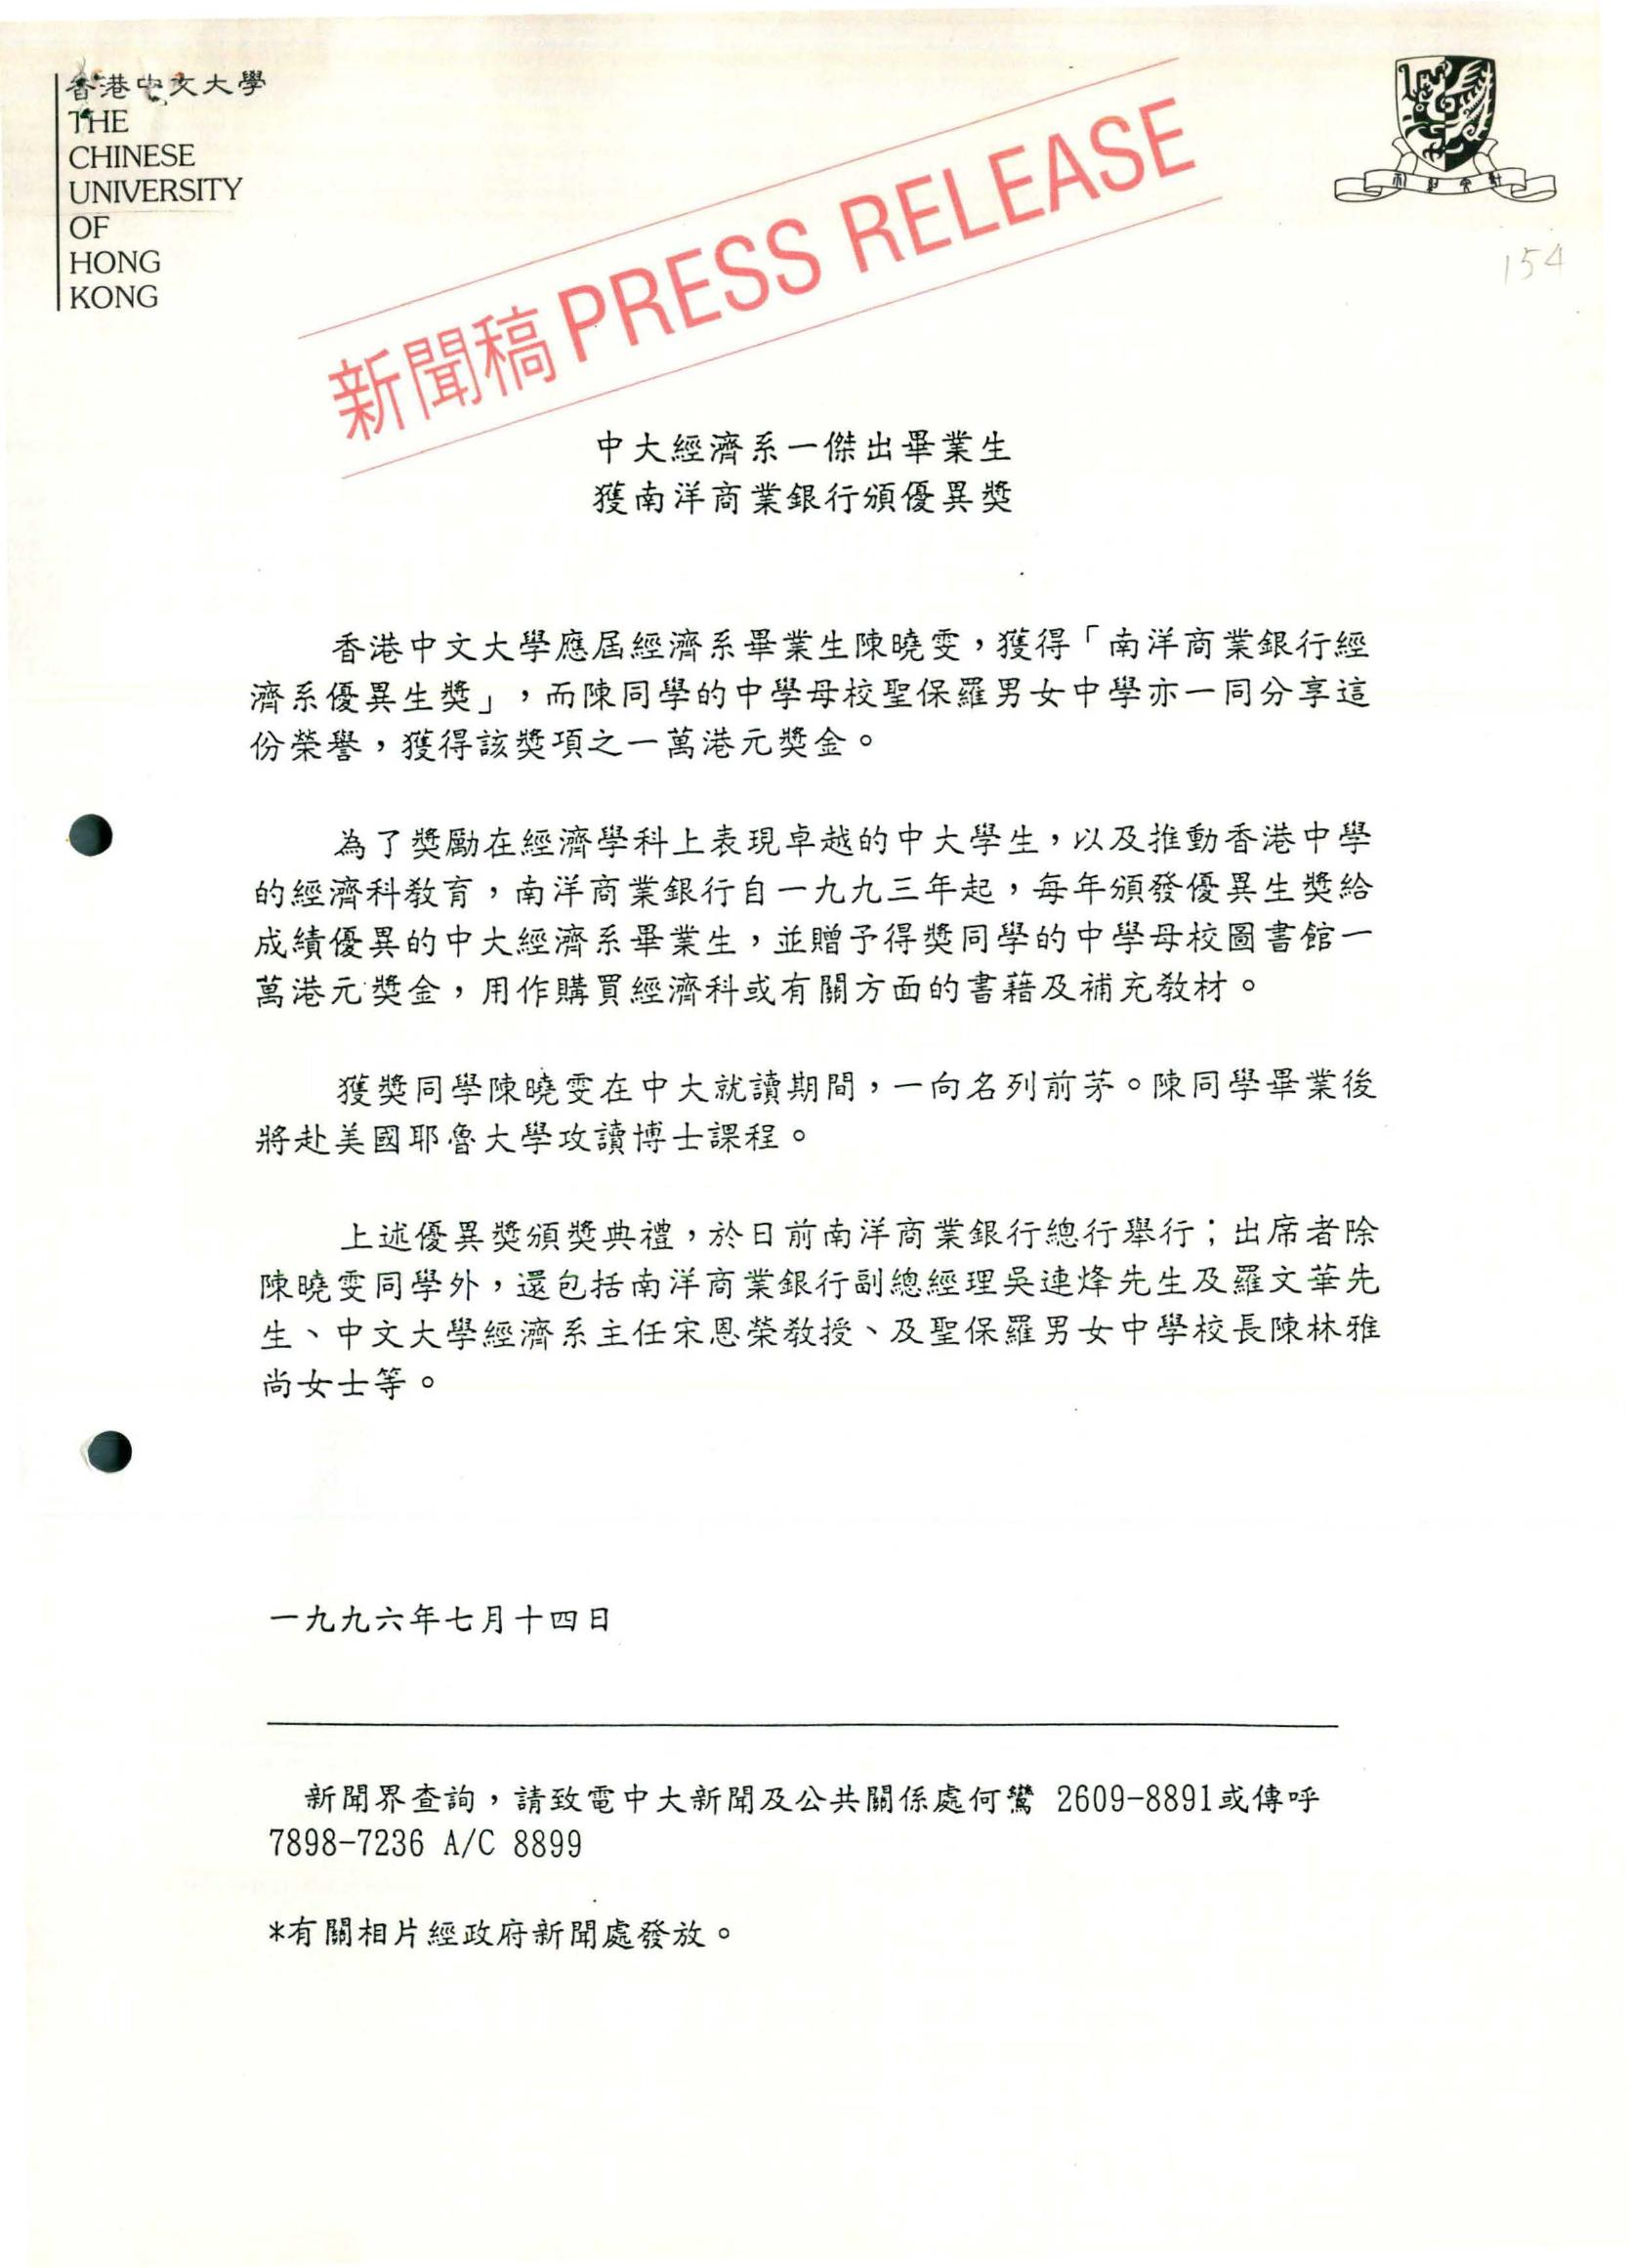 香港中文大學
THE
CHINESE
UNIVERSITY
OF
HONG
KONG
新聞稿 PRESS RELEASE
154
中大經濟系一傑出畢業生
獲南洋商業銀行頒優異獎
香港中文大學應屆經濟系畢業生陳曉雯，獲得「南洋商業銀行經
濟系優異生獎」，而陳同學的中學母校聖保羅男女中學亦一同分享這
份榮譽，獲得該獎項之一萬港元獎金。
為了獎勵在經濟學科上表現卓越的中大學生，以及推動香港中學
的經濟科教育，南洋商業銀行自一九九三年起，每年頒發優異生獎給
成績優異的中大經濟系畢業生，並贈予得獎同學的中學母校圖書館一
萬港元獎金，用作購買經濟科或有關方面的書藉及補充教材。
獲獎同學陳曉雯在中大就讀期間，一向名列前茅。陳同學畢業後
將赴美國耶魯大學攻讀博士課程。
上述優異獎頒獎典禮，於日前南洋商業銀行總行舉行；出席者除
陳曉雯同學外，還包括南洋商業銀行副總經理吳連烽先生及羅文華先
生、中文大學經濟系主任宋恩榮教授、及聖保羅男女中學校長陳林雅
尚女士等。
一九九六年七月十四日
新聞界查詢，請致電中大新聞及公共關係處何鶯 2609-8891或傳呼
7898-7236 A/C 8899
*有關相片經政府新聞處發放。